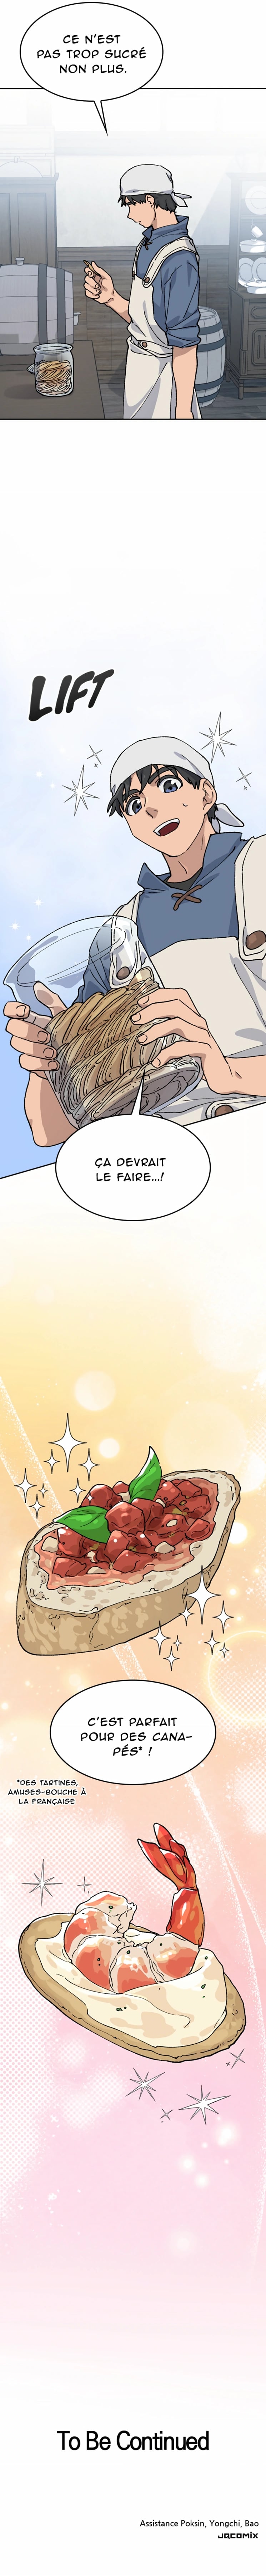 CE N'EST
PAS TROP SUCRÉ
NON PLUS.
LIFT
ÇA DEVRAIT
LE FAIRE...!
C'EST PARFAIT
POUR DES CANA-
PÉS* !
*DES TARTINES,
AMUSES-BOUCHE À
LA FRANÇAISE
To Be Continued
Assistance Poksin, Yongchi, Bao
JQCOMIX